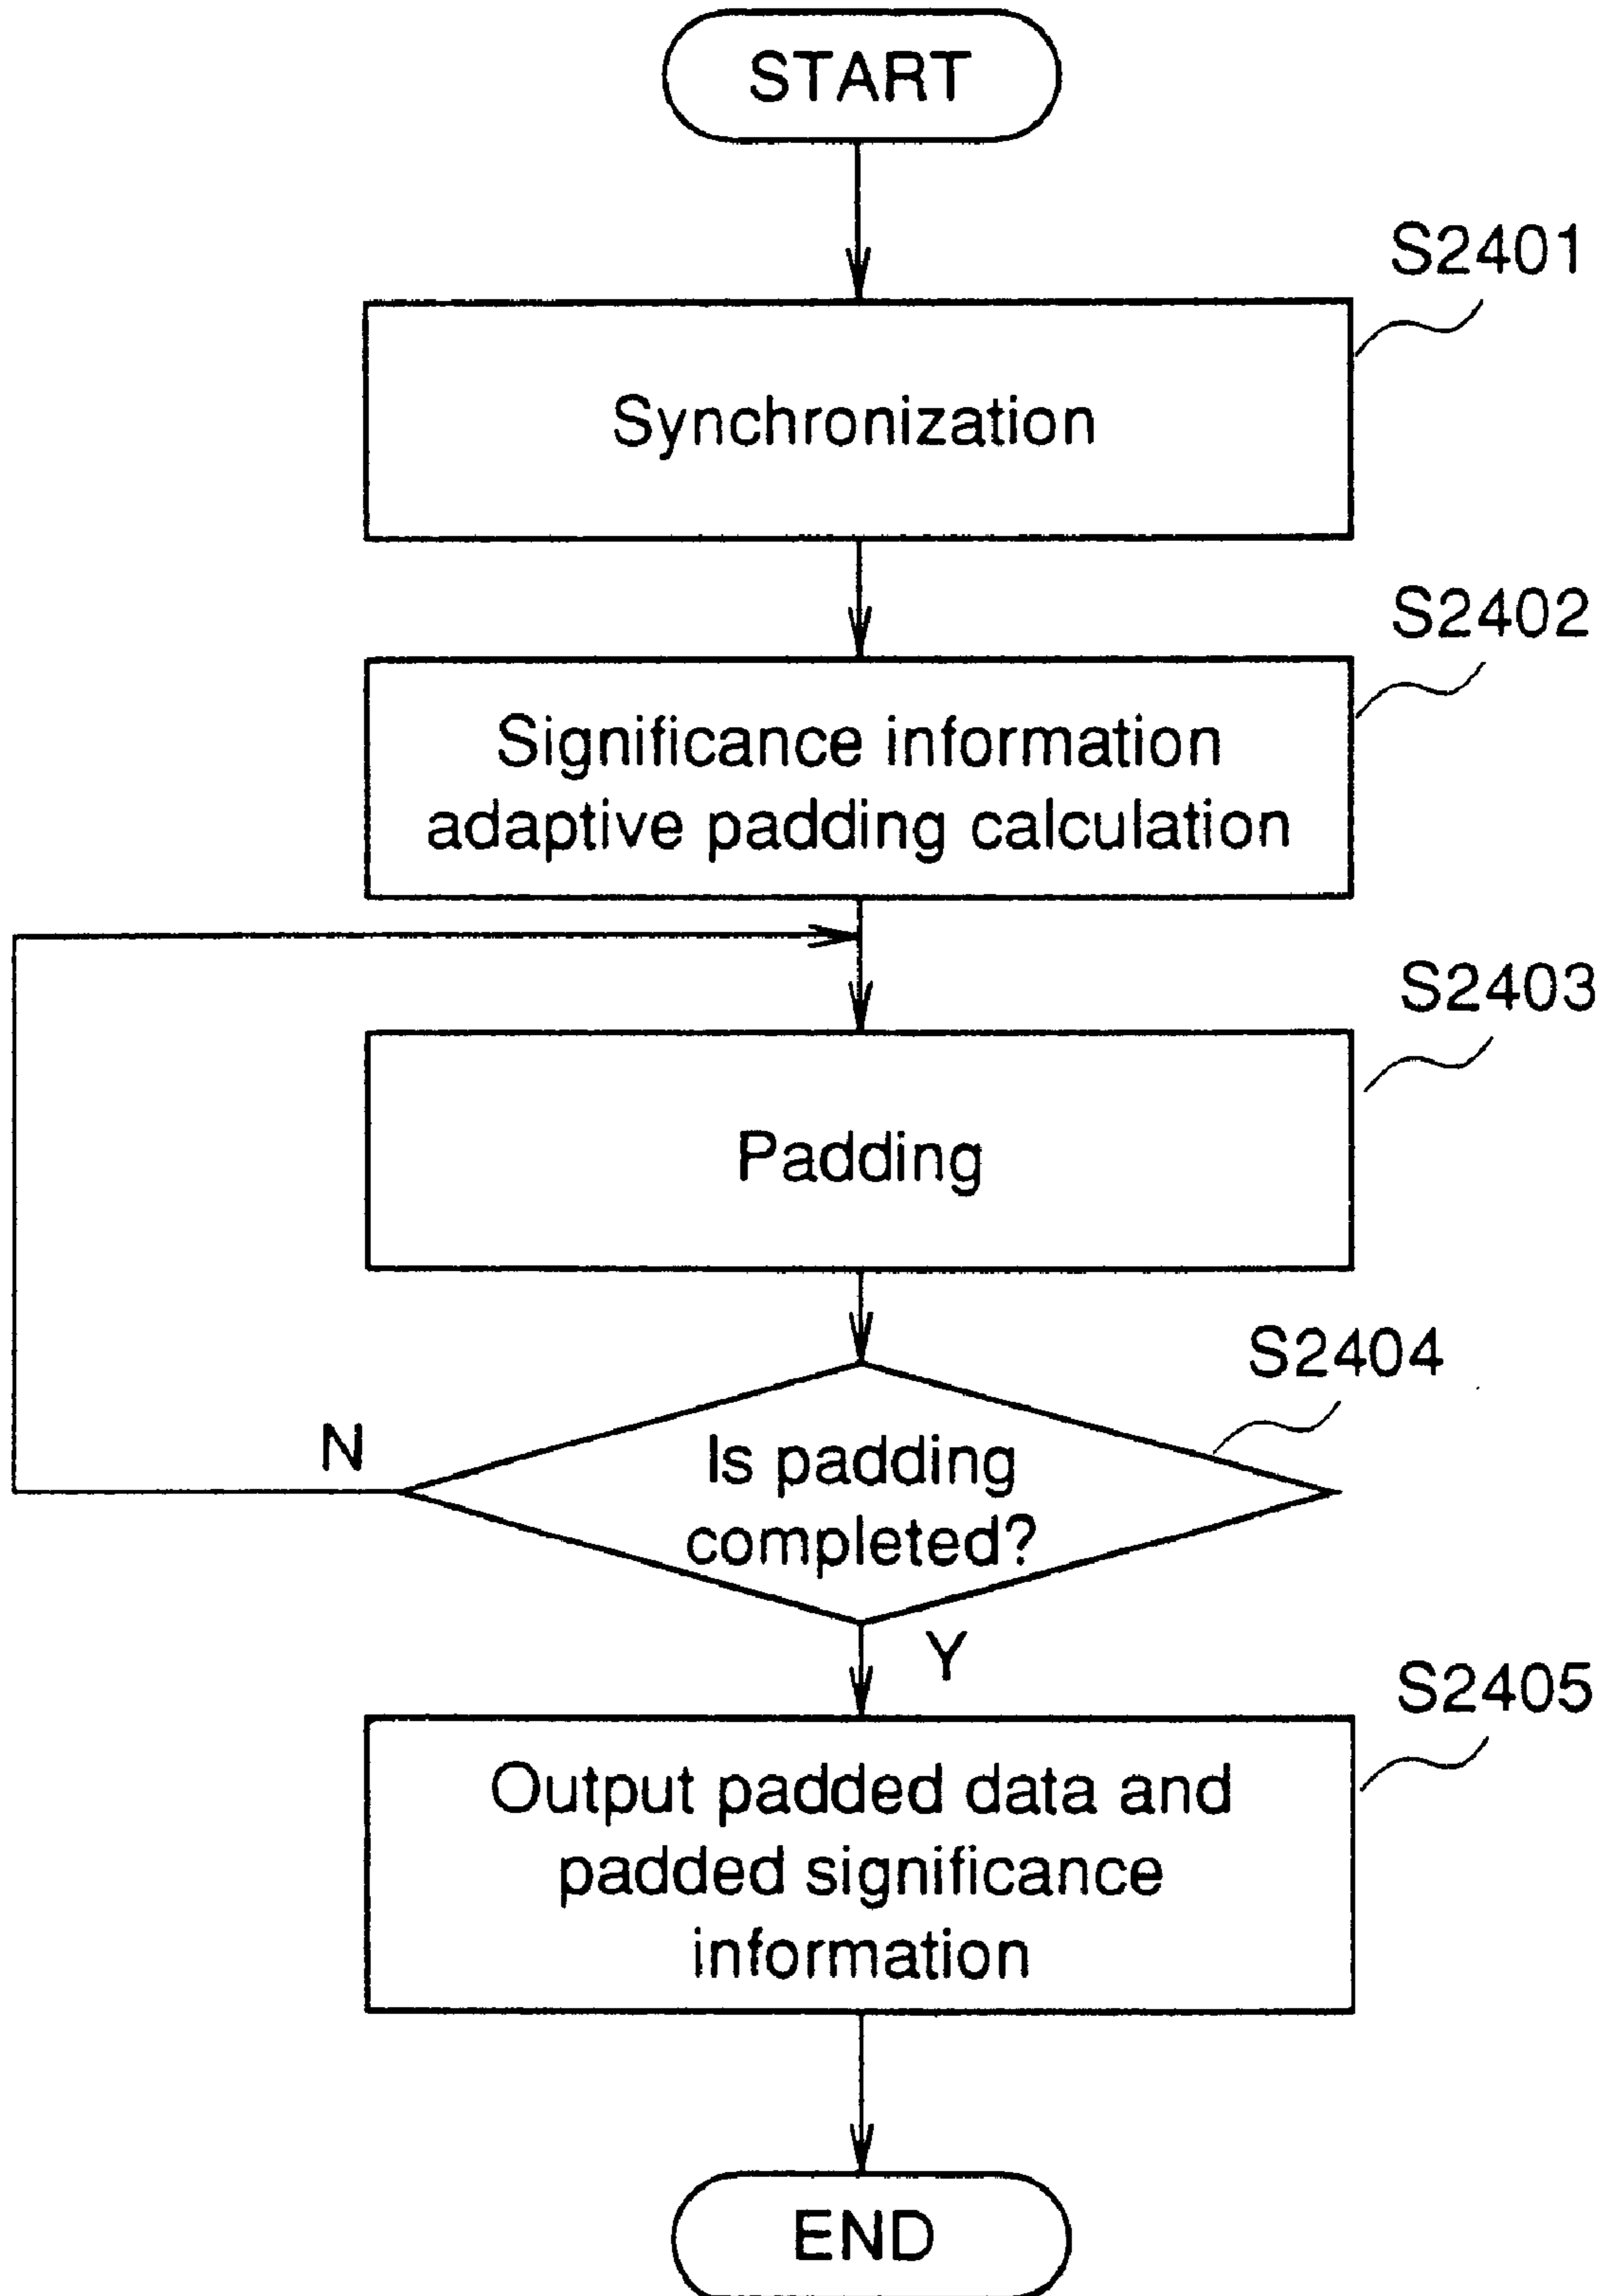 START
S2401
Synchronization
S2402
Significance information
adaptive padding calculation
S2403
Padding
S2404
N
Is padding
completed?
Y
S2405
Output padded data and
padded significance
information
END